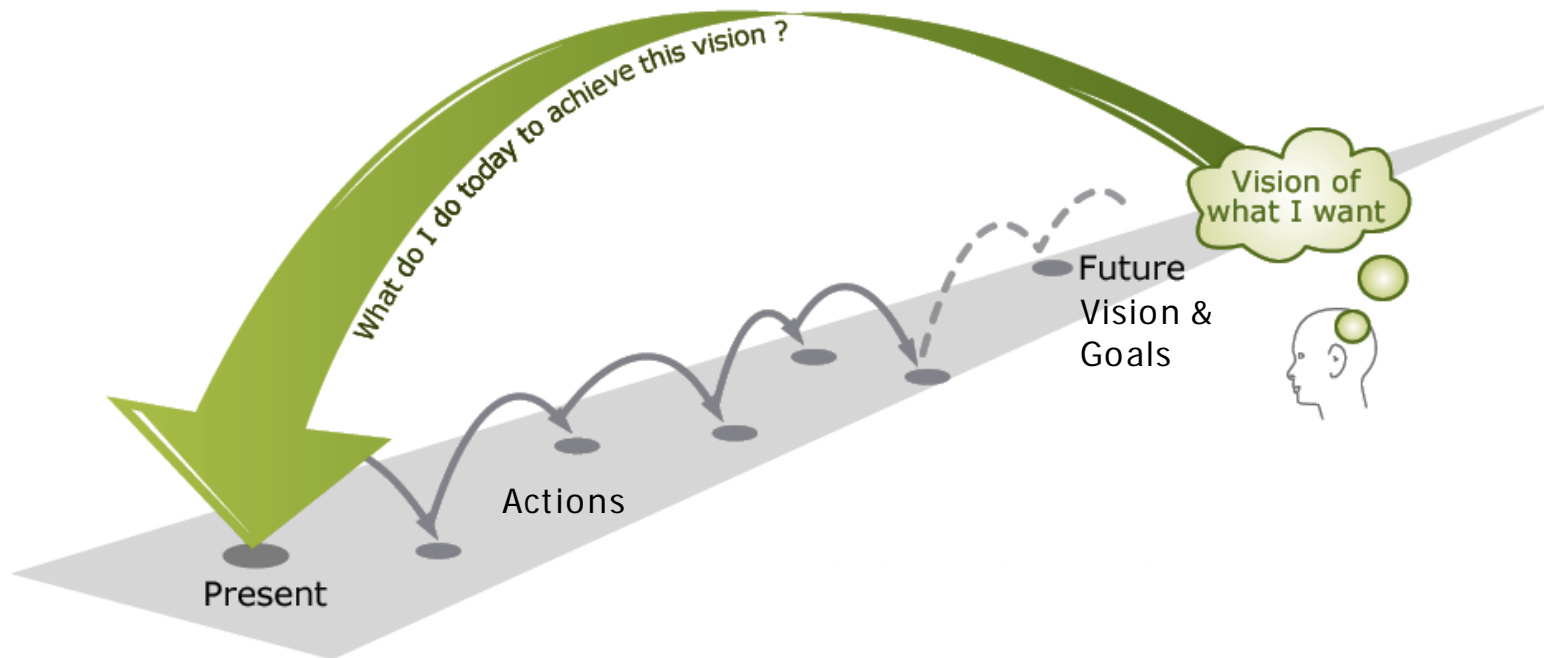 What do I do today to achieve this vision ?
Vision of
what I want
Future
Vision &
Goals
Actions
Present